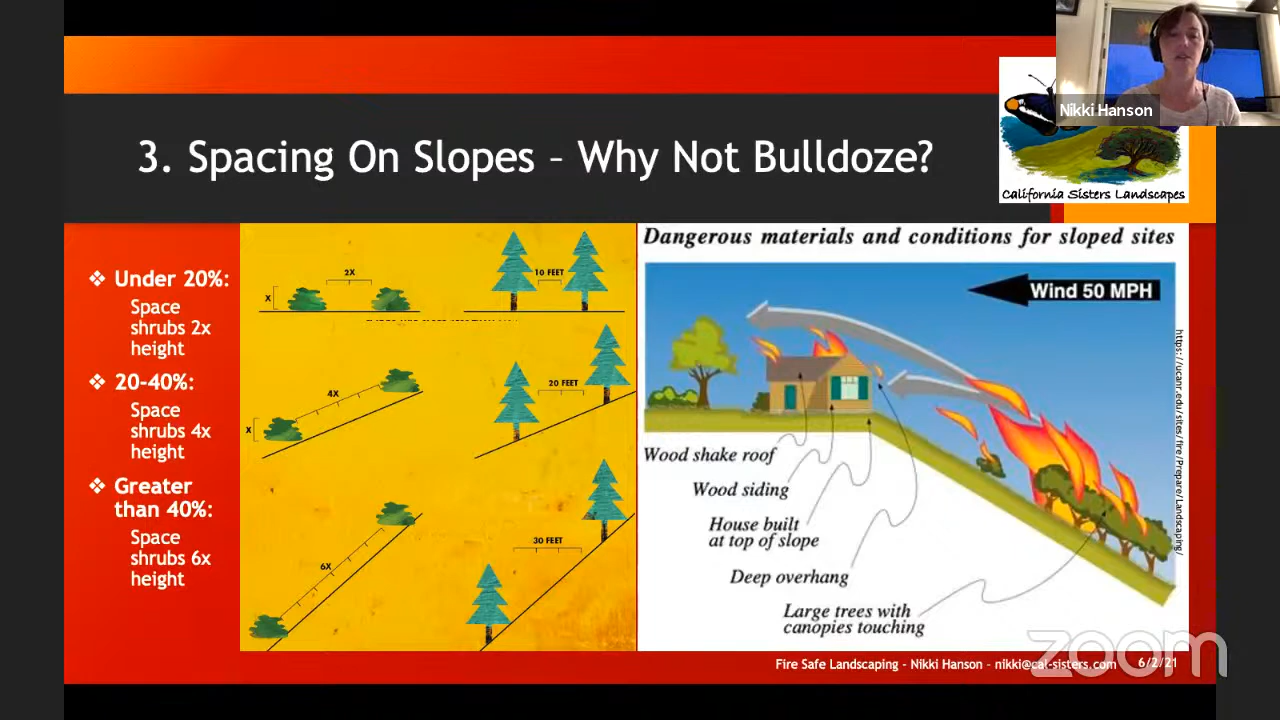 3. Spacing On Slopes – Why Not Bulldoze?
Nikki Hanson
California Sisters Landscapes
❖ Under 20%:
Space
shrubs 2x
height
❖ 20-40%:
Space
shrubs 4x
height
❖ Greater
than 40%:
Space
shrubs 6x
height
2X
X
10 FEET
4X
X
20 FEET
6X
30 FEET
Dangerous materials and conditions for sloped sites
Wind 50 MPH
Wood shake roof
Wood siding
House built
at top of slope
Deep overhang
Large trees with
canopies touching
https://ucanr.edu/sites/fire/Prepare/Landscaping/
Fire Safe Landscaping - Nikki Hanson – nikki@cal-sisters.com
6/2/21
zoom